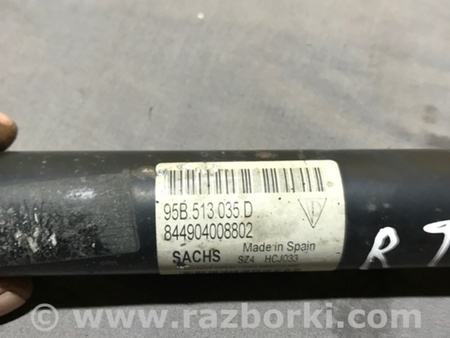 95B.513 035 D
844904008802
SACHS Made in Spain
SZ4 HCJ033
www.razborki.com